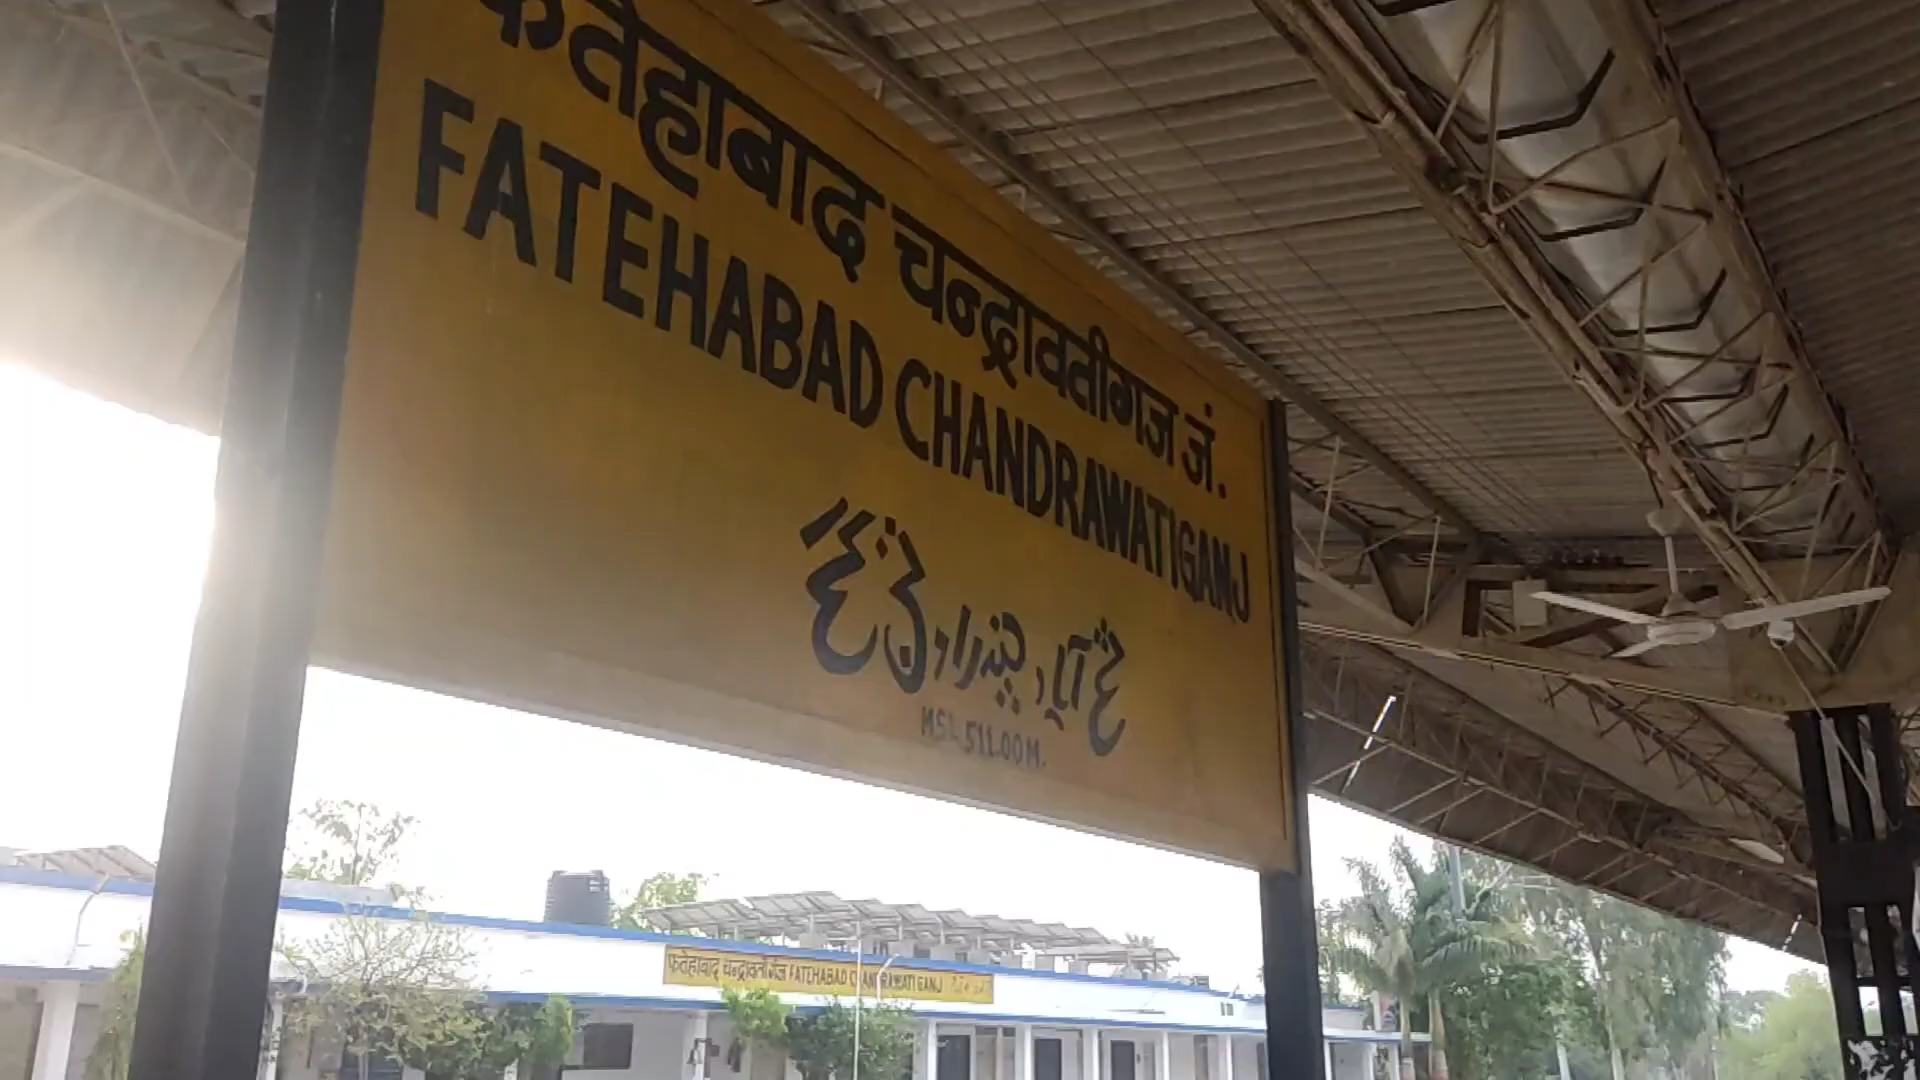 फतेहाबाद चन्द्रावतीगंज जं.
FATEHABAD CHANDRAWATIGANJ
MSL.511.00M.
फतेहाबाद चन्द्रावतीगंज FATEHABAD CHANDRAWATI GANJ